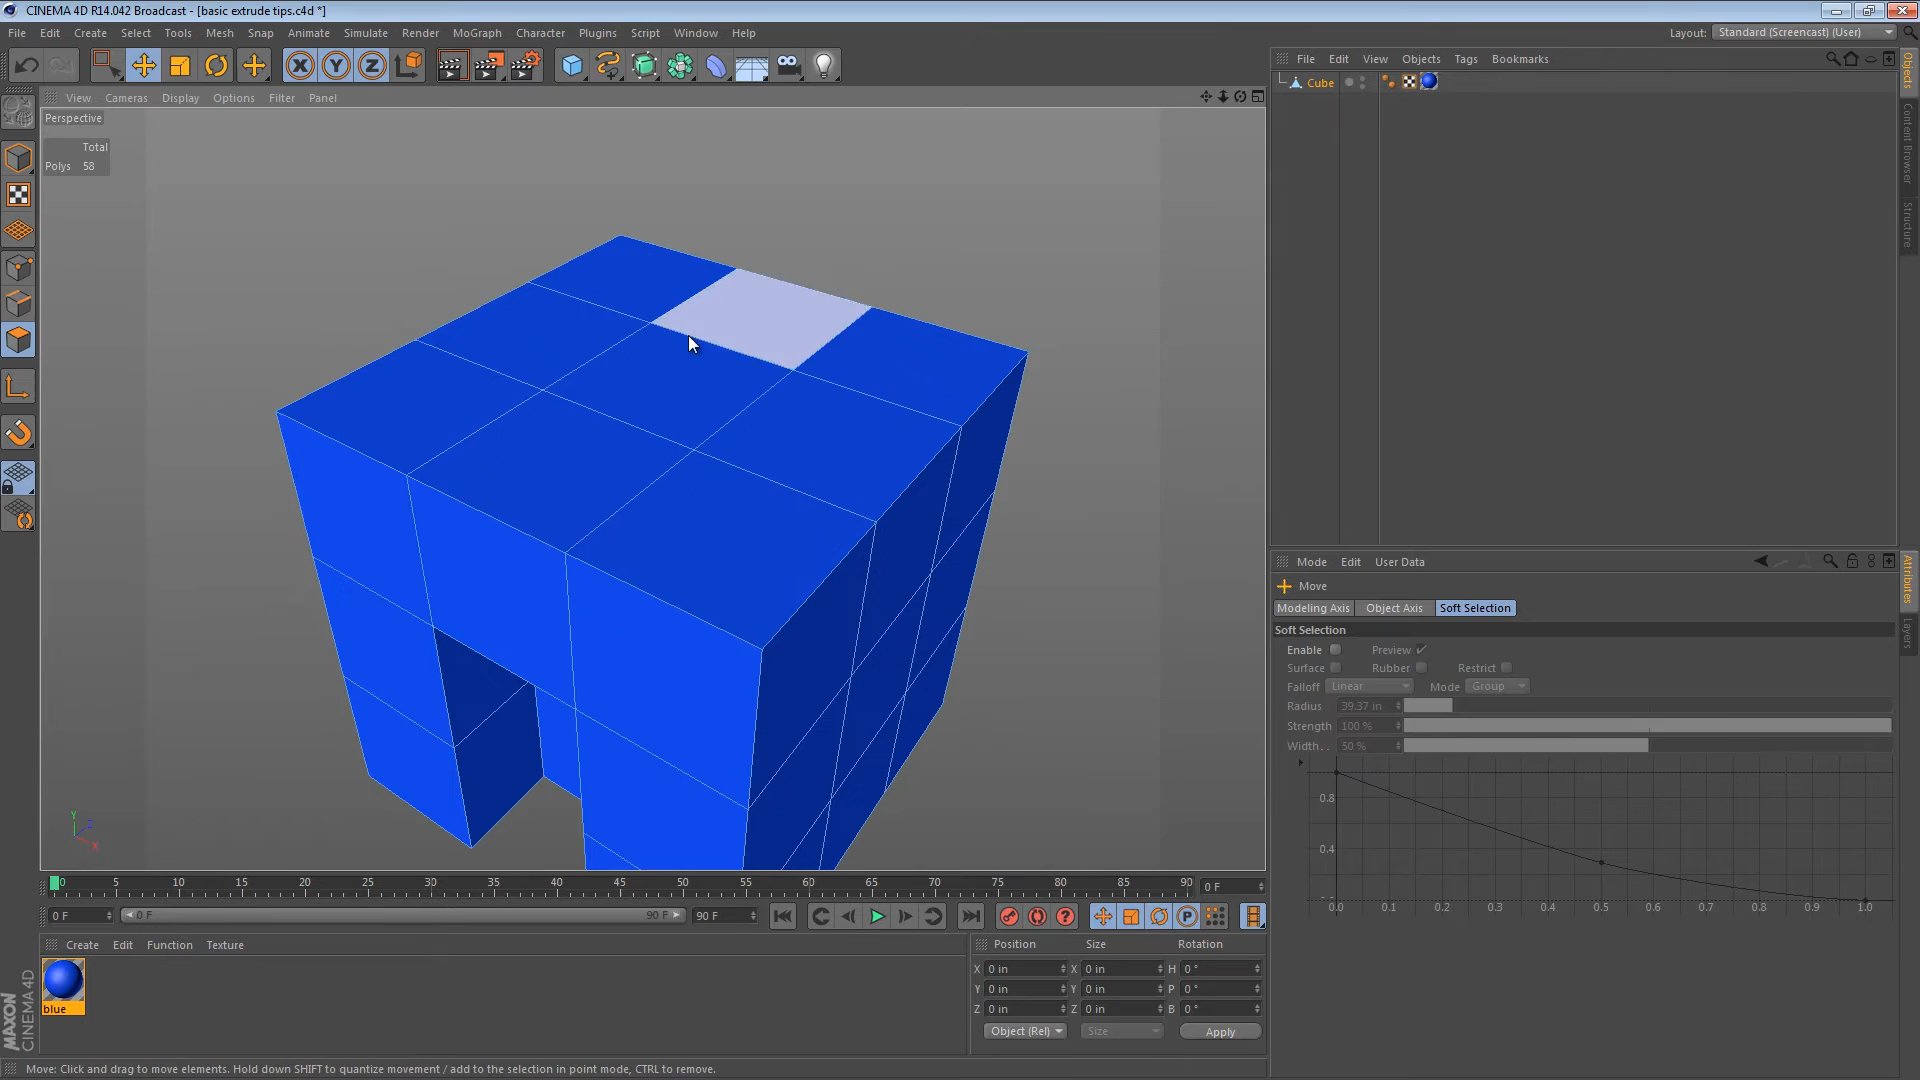 CINEMA 4D R14.042 Broadcast - [basic extrude tips.c4d *]
File Edit Create Select Tools Mesh Snap Animate Simulate Render MoGraph Character Plugins Script Window Help
Layout: Standard (Screencast) (User)
X Y Z
View Cameras Display Options Filter Panel
Perspective
Total
Polys 58
Y
Z
X
File Edit View Objects Tags Bookmarks
Cube
Objects
Content Browser
Structure
Mode Edit User Data
Move
Modeling Axis Object Axis Soft Selection
Soft Selection
Enable Preview
Surface Rubber Restrict
Falloff Linear Mode Group
Radius 39.37 in
Strength 100 %
Width. . 50 %
0.8
0.4
0.0 0.1 0.2 0.3 0.4 0.5 0.6 0.7 0.8 0.9 1.0
Attributes
Layers
0 5 10 15 20 25 30 35 40 45 50 55 60 65 70 75 80 85 90 0 F
0 F 0 F 90 F 90 F
P
Create Edit Function Texture
blue
MAXON
CINEMA 4D
Position Size Rotation
X 0 in X 0 in H 0 °
Y 0 in Y 0 in P 0 °
Z 0 in Z 0 in B 0 °
Object (Rel) Size Apply
Move: Click and drag to move elements. Hold down SHIFT to quantize movement / add to the selection in point mode, CTRL to remove.